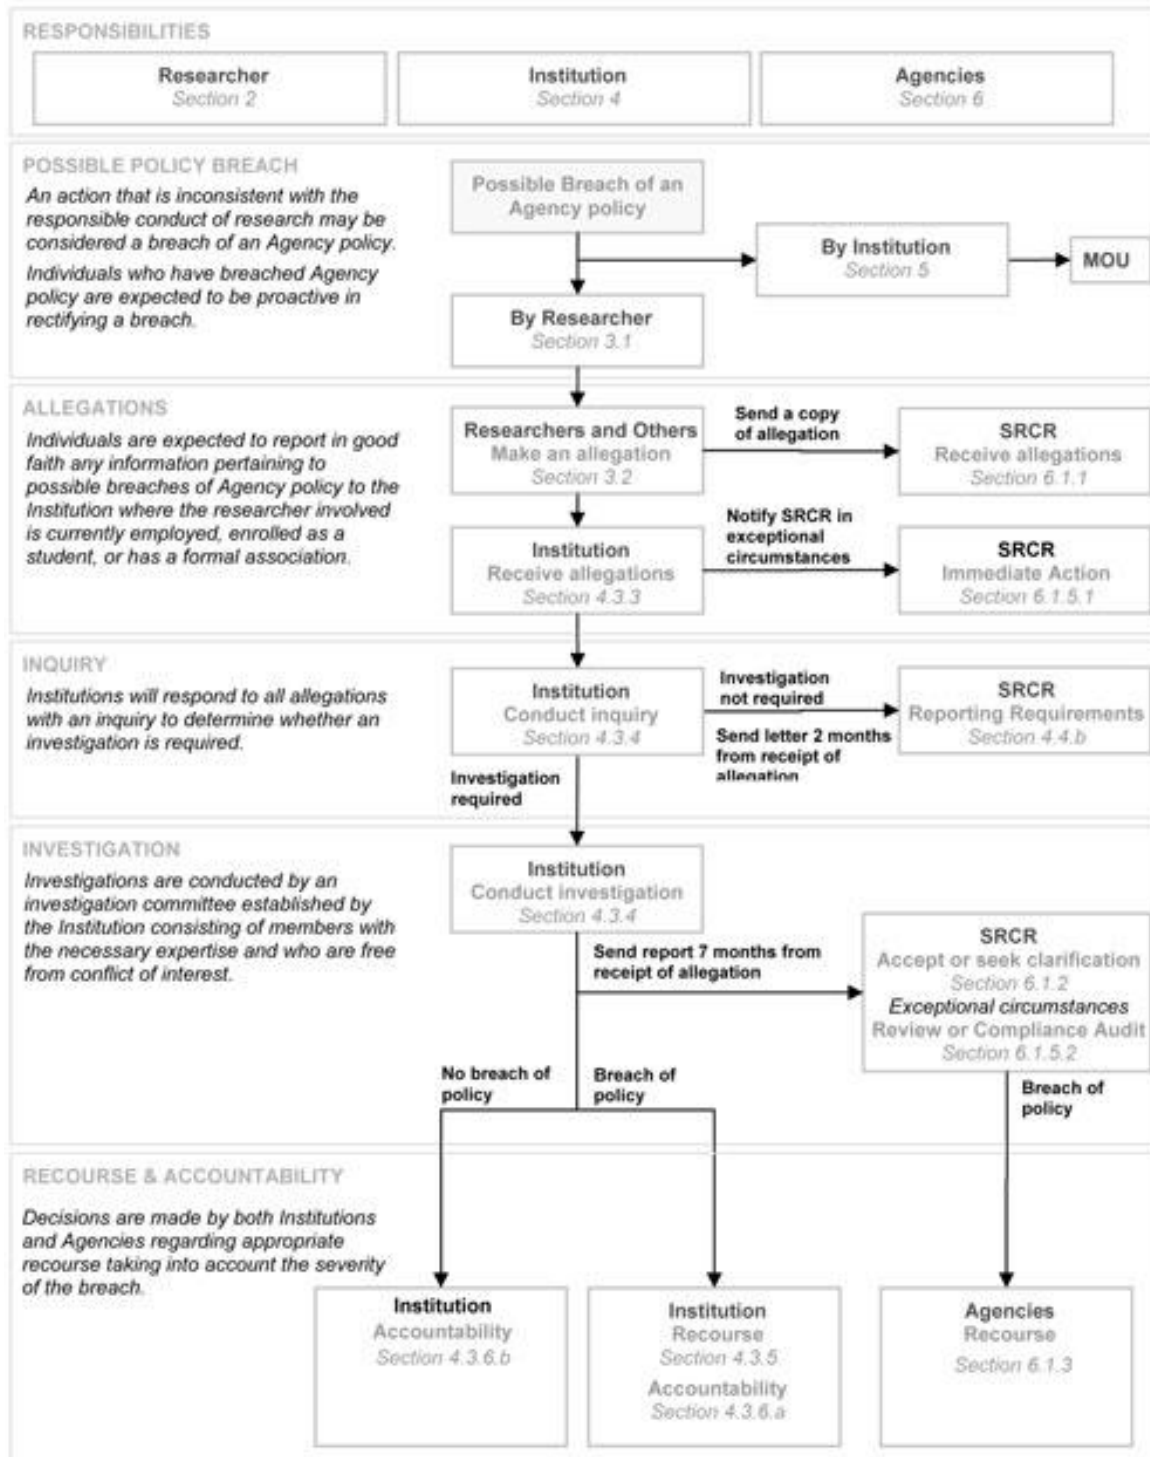 RESPONSIBILITIES
Researcher
Section 2
Institution
Section 4
Agencies
Section 6
POSSIBLE POLICY BREACH
An action that is inconsistent with the
responsible conduct of research may be
considered a breach of an Agency policy.
Individuals who have breached Agency
policy are expected to be proactive in
rectifying a breach.
Possible Breach of an
Agency policy
By Institution
Section 5
MOU
By Researcher
Section 3.1
ALLEGATIONS
Individuals are expected to report in good
faith any information pertaining to
possible breaches of Agency policy to the
Institution where the researcher involved
is currently employed, enrolled as a
student, or has a formal association.
Researchers and Others
Make an allegation
Section 3.2
Send a copy
of allegation
SRCR
Receive allegations
Section 6.1.1
Institution
Receive allegations
Section 4.3.3
Notify SRCR in
exceptional
circumstances
SRCR
Immediate Action
Section 6.1.5.1
INQUIRY
Institutions will respond to all allegations
with an inquiry to determine whether an
investigation is required.
Institution
Conduct inquiry
Section 4.3.4
Investigation
not required
Send letter 2 months
from receipt of
allegation
SRCR
Reporting Requirements
Section 4.4.b
Investigation
required
INVESTIGATION
Investigations are conducted by an
investigation committee established by
the Institution consisting of members with
the necessary expertise and who are free
from conflict of interest.
Institution
Conduct investigation
Section 4.3.4
Send report 7 months from
receipt of allegation
SRCR
Accept or seek clarification
Section 6.1.2
Exceptional circumstances
Review or Compliance Audit
Section 6.1.5.2
No breach of
policy
Breach of
policy
Breach of
policy
RECOURSE & ACCOUNTABILITY
Decisions are made by both Institutions
and Agencies regarding appropriate
recourse taking into account the severity
of the breach.
Institution
Accountability
Section 4.3.6.b
Institution
Recourse
Section 4.3.5
Accountability
Section 4.3.6.a
Agencies
Recourse
Section 6.1.3